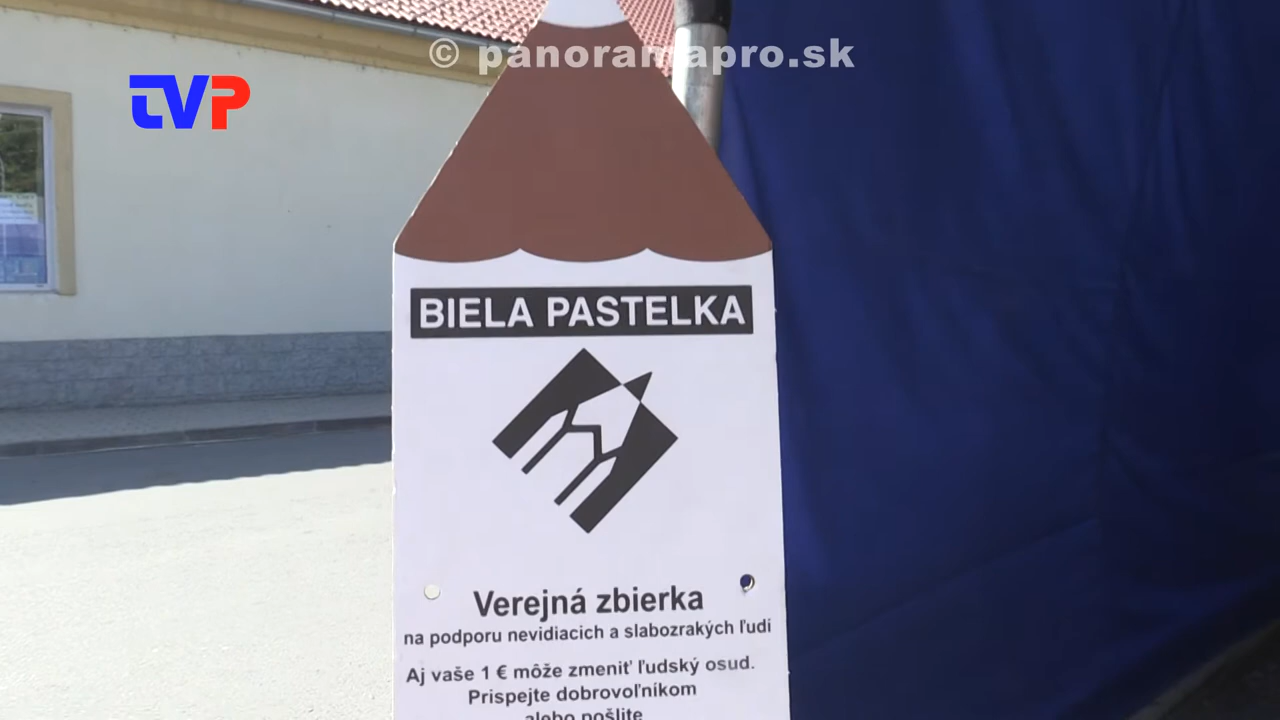 © panoramapro.sk
TVP
BIELA PASTELKA
Verejná zbierka
na podporu nevidiacich a slabozrakých ľudí
Aj vaše 1 € môže zmeniť ľudský osud.
Prispejte dobrovoľníkom
alebo pošlite